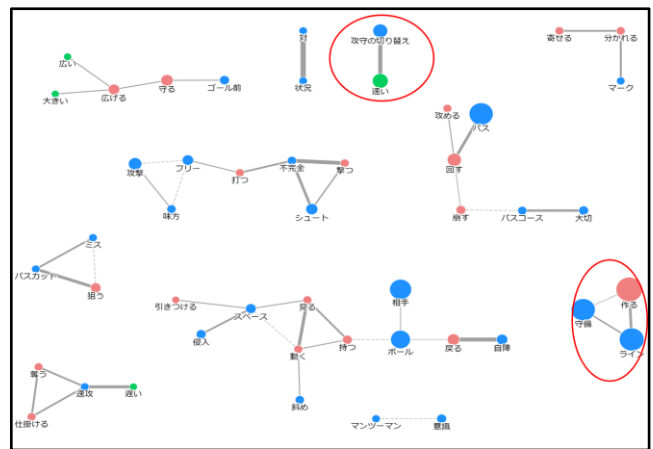 対
攻守の切り替え
寄せる
分かれる
広い
大きい
広げる
守る
ゴール前
状況
速い
マーク
攻める
パス
回す
攻撃
フリー
打つ
不完全
撃つ
味方
シュート
崩す
パスコース
大切
ミス
パスカット
狙う
引きつける
スペース
見る
相手
作る
守備
ライン
侵入
動く
持つ
ボール
戻る
自陣
奪う
速攻
遅い
仕掛ける
斜め
マンツーマン
意識